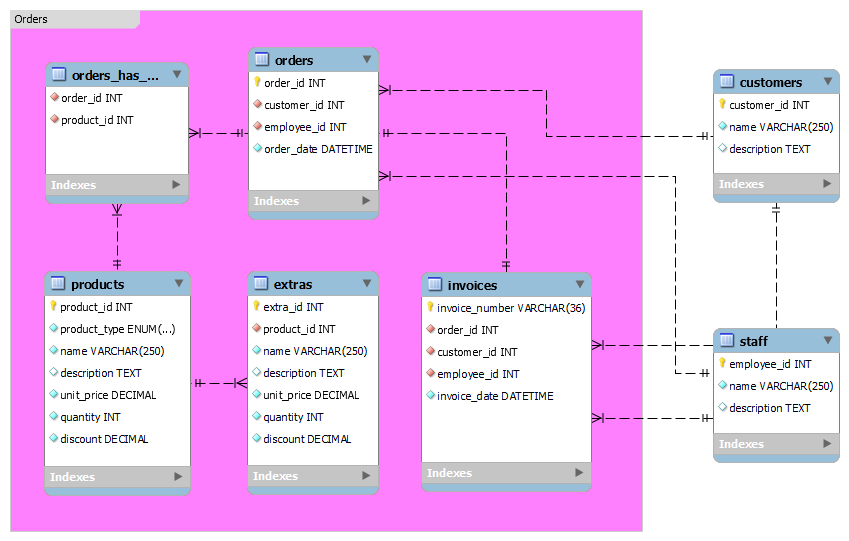 Orders
orders_has_...
order_id INT
product_id INT
Indexes
orders
order_id INT
customer_id INT
employee_id INT
order_date DATETIME
Indexes
customers
customer_id INT
name VARCHAR(250)
description TEXT
Indexes
products
product_id INT
product_type ENUM(...)
name VARCHAR(250)
description TEXT
unit_price DECIMAL
quantity INT
discount DECIMAL
Indexes
extras
extra_id INT
product_id INT
name VARCHAR(250)
description TEXT
unit_price DECIMAL
quantity INT
discount DECIMAL
Indexes
invoices
invoice_number VARCHAR(36)
order_id INT
customer_id INT
employee_id INT
invoice_date DATETIME
Indexes
staff
employee_id INT
name VARCHAR(250)
description TEXT
Indexes